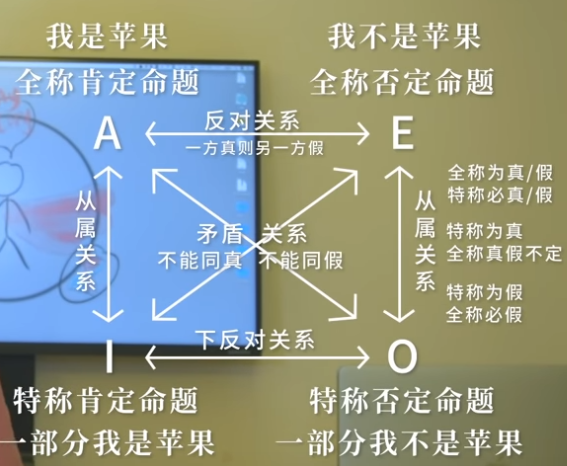 我是苹果
我不是苹果
全称肯定命题
全称否定命题
A
反对关系
E
一方真则另一方假
从属关系
矛盾 关系
不能同真 不能同假
从属关系
全称为真/假
特称必真/假
特称为真
全称真假不定
特称为假
全称必假
I
下反对关系
O
特称肯定命题
特称否定命题
一部分我是苹果
一部分我不是苹果